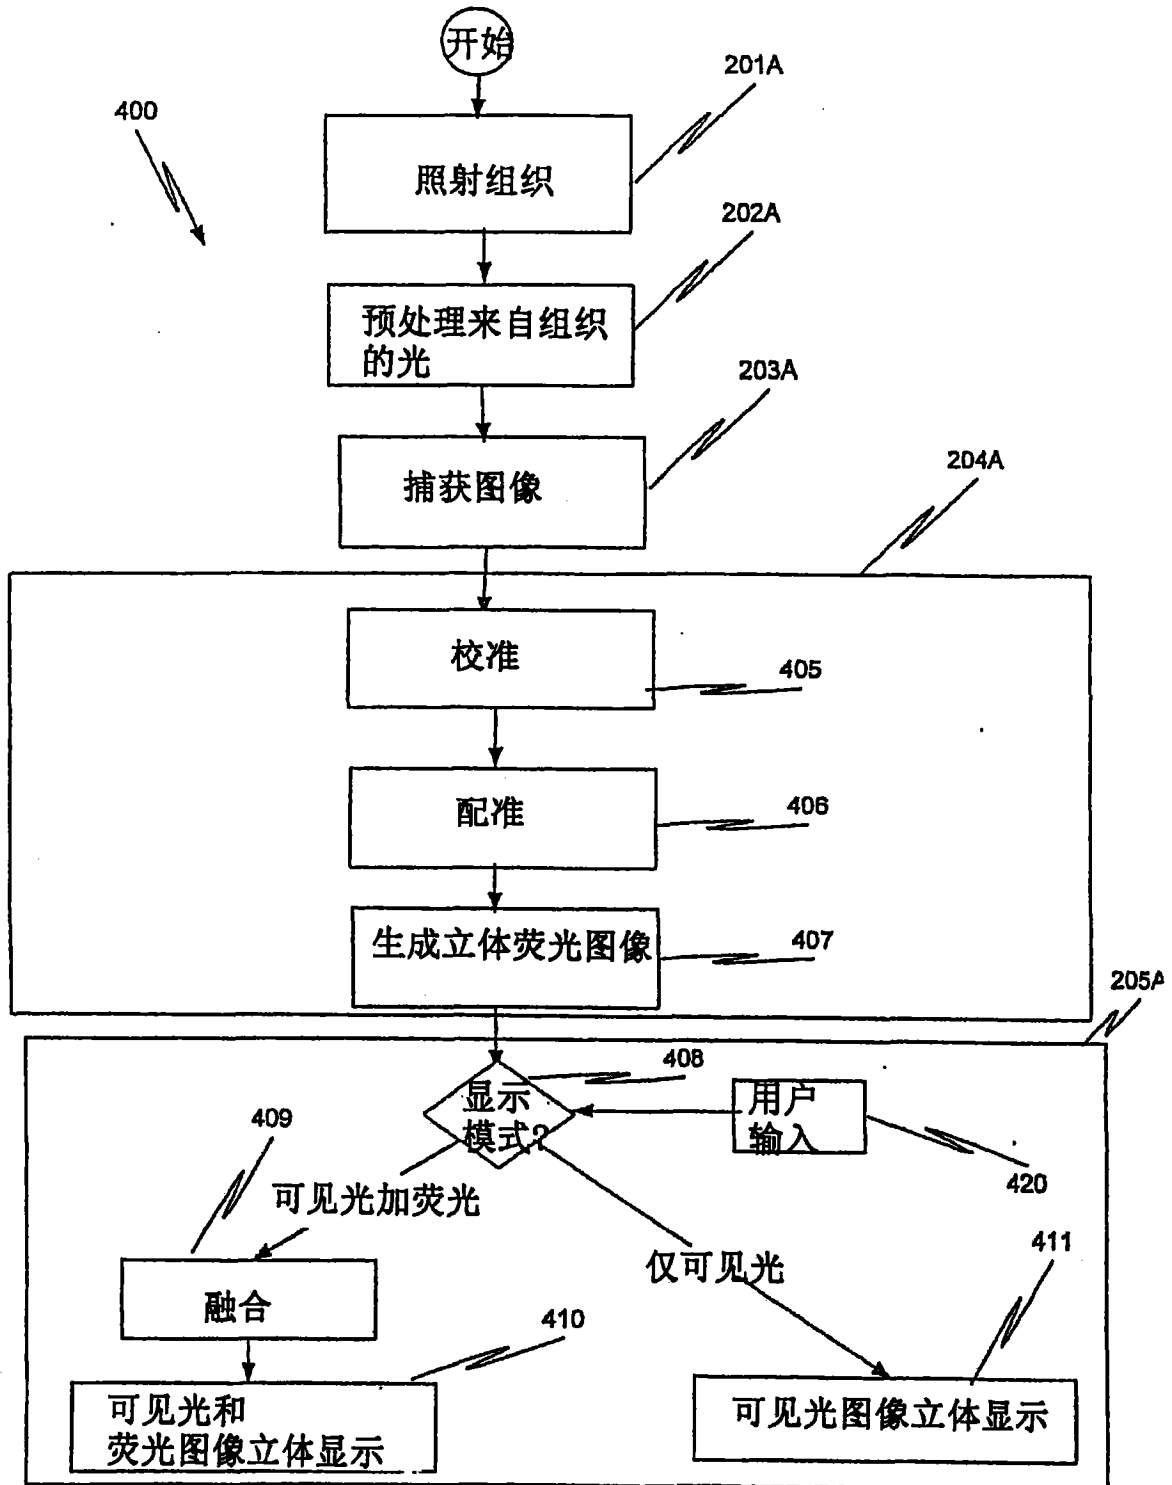 开始
201A
400
照射组织
202A
预处理来自组织
的光
203A
捕获图像
204A
校准
405
配准
406
生成立体荧光图像
407
205A
408
显示
模式?
用户
输入
409
420
可见光加荧光
仅可见光
411
融合
410
可见光和
荧光图像立体显示
可见光图像立体显示